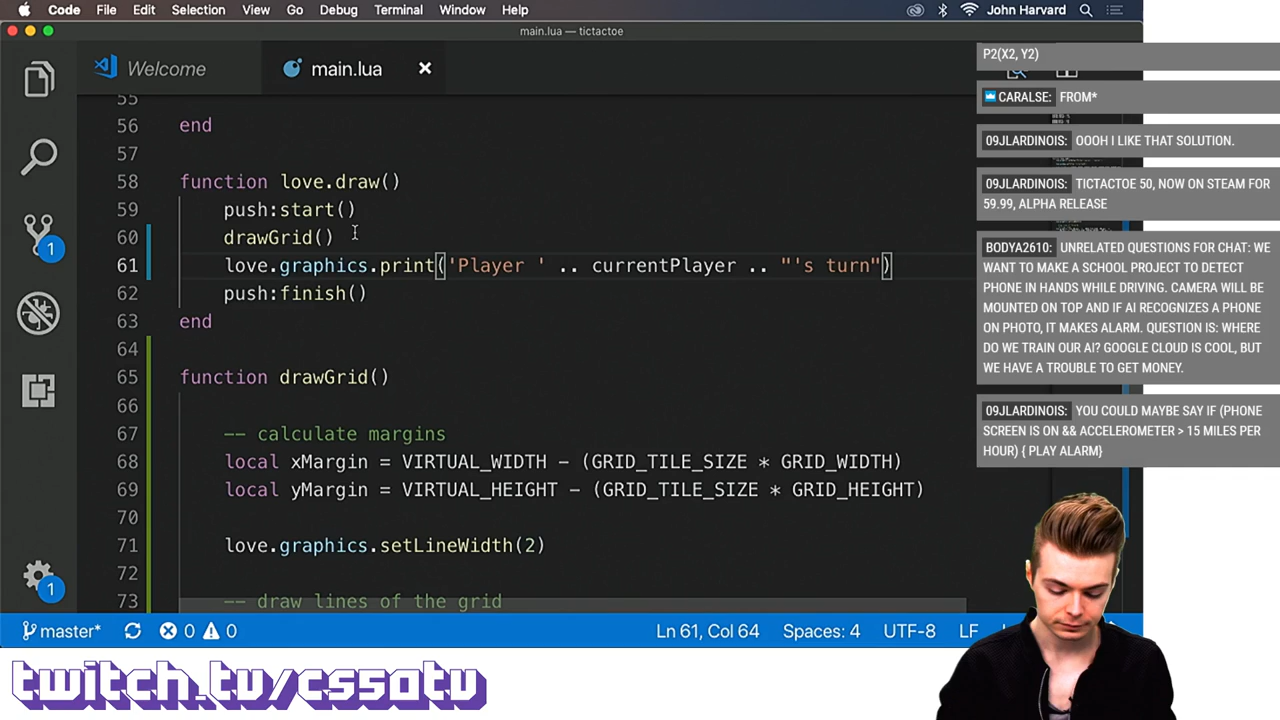 Code File Edit Selection View Go Debug Terminal Window Help John Harvard
main.lua — tictactoe
Welcome main.lua
55
56 end
57
58 function love.draw()
59 push:start()
60 drawGrid()
61 love.graphics.print('Player ' .. currentPlayer .. "'s turn")
62 push:finish()
63 end
64
65 function drawGrid()
66
67 -- calculate margins
68 local xMargin = VIRTUAL_WIDTH - (GRID_TILE_SIZE * GRID_WIDTH)
69 local yMargin = VIRTUAL_HEIGHT - (GRID_TILE_SIZE * GRID_HEIGHT)
70
71 love.graphics.setLineWidth(2)
72
73 -- draw lines of the grid
1
1
master* 0 0 Ln 61, Col 64 Spaces: 4 UTF-8 LF
P2(X2, Y2)
CARALSE: FROM*
09JLARDINOIS: OOOH I LIKE THAT SOLUTION.
09JLARDINOIS: TICTACTOE 50, NOW ON STEAM FOR
59.99, ALPHA RELEASE
BODYA2610: UNRELATED QUESTIONS FOR CHAT: WE
WANT TO MAKE A SCHOOL PROJECT TO DETECT
PHONE IN HANDS WHILE DRIVING. CAMERA WILL BE
MOUNTED ON TOP AND IF AI RECOGNIZES A PHONE
ON PHOTO, IT MAKES ALARM. QUESTION IS: WHERE
DO WE TRAIN OUR AI? GOOGLE CLOUD IS COOL, BUT
WE HAVE A TROUBLE TO GET MONEY.
09JLARDINOIS: YOU COULD MAYBE SAY IF (PHONE
SCREEN IS ON && ACCELEROMETER > 15 MILES PER
HOUR) { PLAY ALARM}
twitch.tv/cs50tv